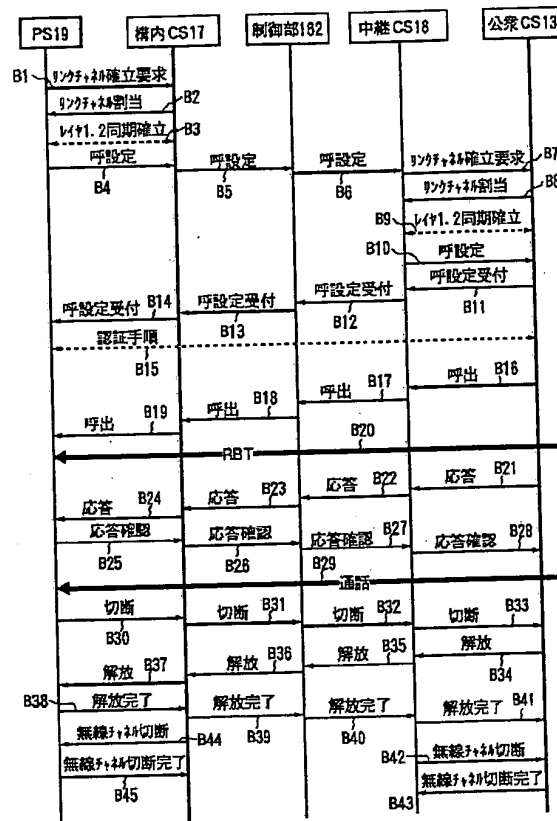 PS19 構内CS17 制御部162 中継CS18 公衆CS13
B1 リンクチャネル確立要求
リンクチャネル割当 B2
レイヤ1.2同期確立 B3
呼設定 呼設定 呼設定 リンクチャネル確立要求 B7
B4 B5 B6 リンクチャネル割当 B8
B9 レイヤ1.2同期確立
B10 呼設定
呼設定受付 B14 呼設定受付 呼設定受付 呼設定受付
B13 B12 B11
認証手順
B15
呼出 B19 呼出 B18 呼出 B17 呼出 B16
B20
RBT
応答 B24 応答 B23 応答 B22 応答 B21
応答確認 応答確認 応答確認 B27 応答確認 B28
B25 B26 B29
通話
切断 切断 B31 切断 B32 切断 B33
B30
解放 B37 解放 B36 解放 B35 解放
B34
B38 解放完了 解放完了 解放完了 解放完了 B41
B39 B40
無線チャネル切断 B44 B42 無線チャネル切断
無線チャネル切断完了 無線チャネル切断完了
B45 B43